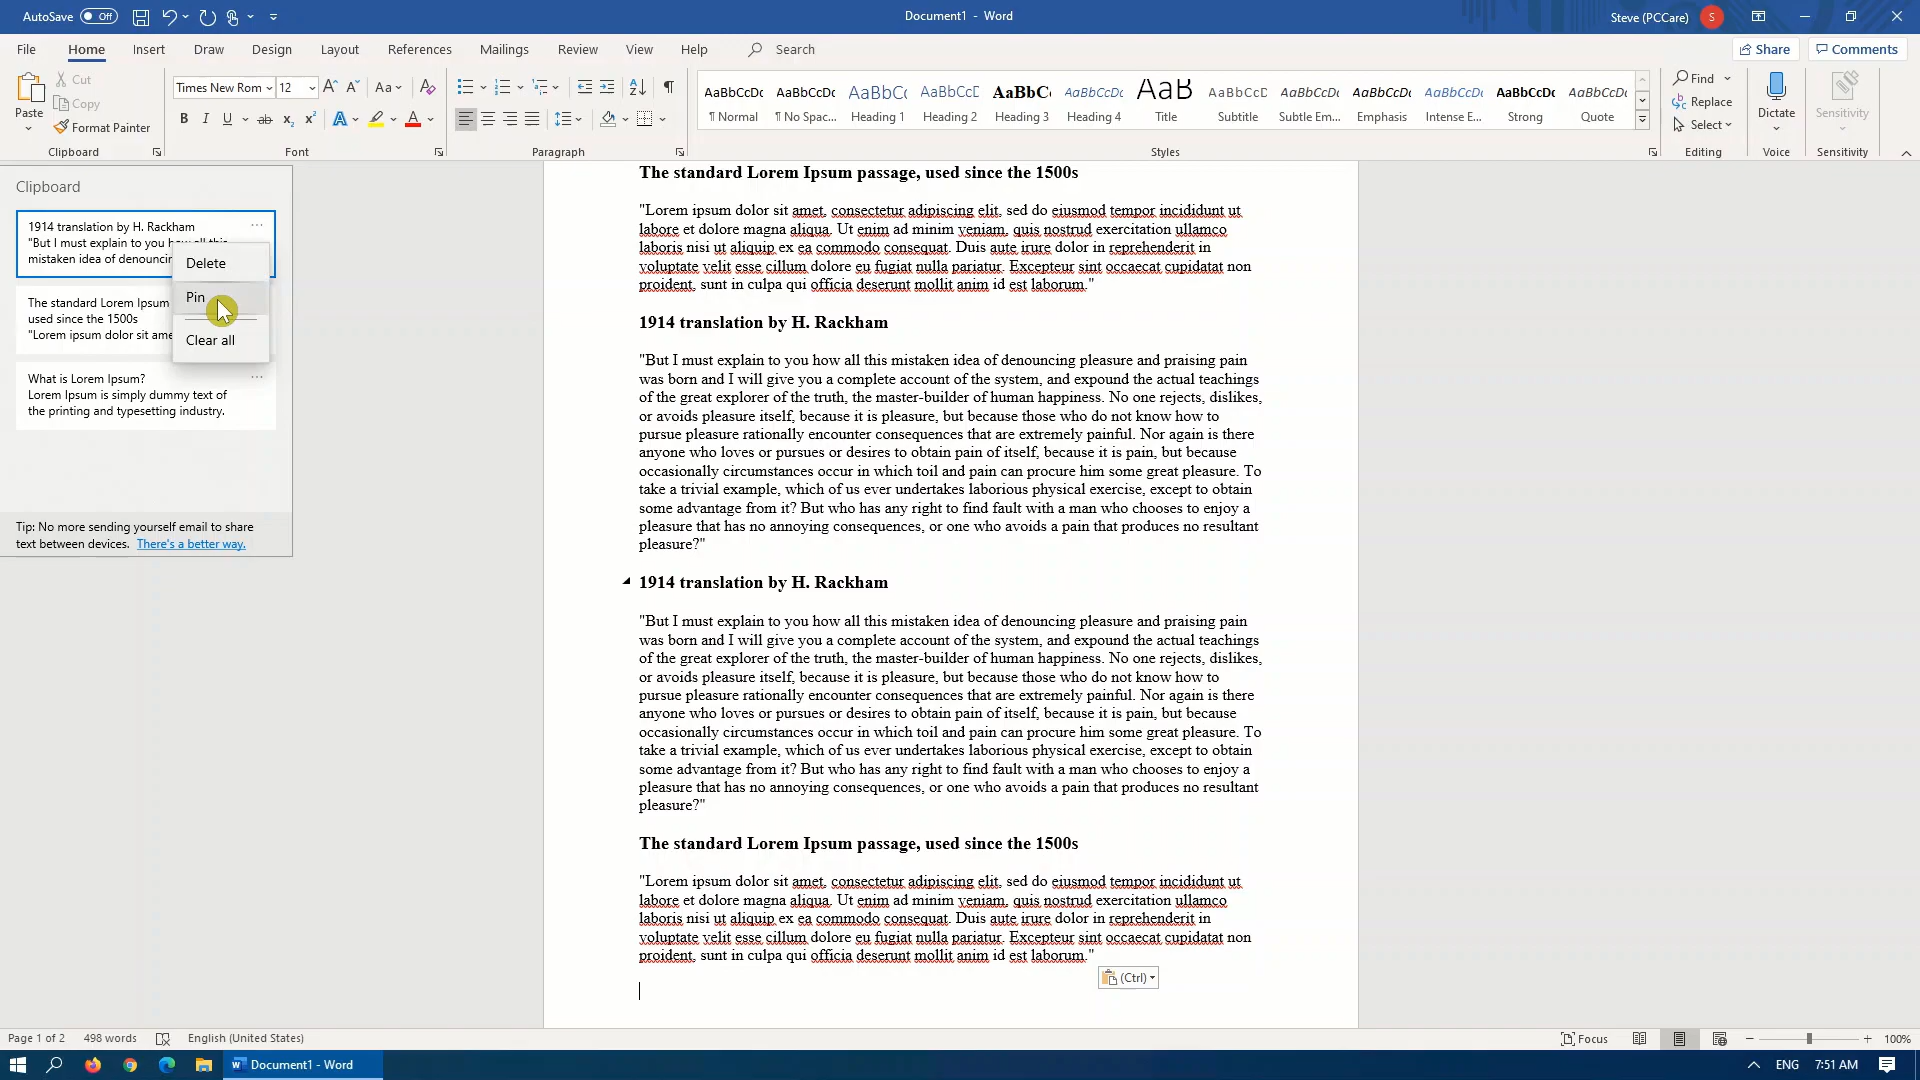 AutoSave Off
Document1 - Word
Steve (PCCare) S
File Home Insert Draw Design Layout References Mailings Review View Help Search
Share Comments
Paste
Cut
Copy
Format Painter
Clipboard
Times New Rom 12 Aa
B I U ab x₂ x² A A
Font
Paragraph
AaBbCcDc AaBbCcDc AaBbC AaBbCcD AaBbC AaBbCcDc AaB AaBbCcD AaBbCcDc AaBbCcDc AaBbCcDc AaBbCcDc AaBbCcDc
¶ Normal ¶ No Spac... Heading 1 Heading 2 Heading 3 Heading 4 Title Subtitle Subtle Em... Emphasis Intense E... Strong Quote
Styles
Find
Replace
Select
Editing
Dictate
Voice
Sensitivity
Sensitivity
Clipboard
1914 translation by H. Rackham
"But I must explain to you how all this
mistaken idea of denouncin
Delete
Pin
Clear all
The standard Lorem Ipsum
used since the 1500s
"Lorem ipsum dolor sit ame
What is Lorem Ipsum?
Lorem Ipsum is simply dummy text of
the printing and typesetting industry.
Tip: No more sending yourself email to share
text between devices. There's a better way.
The standard Lorem Ipsum passage, used since the 1500s
"Lorem ipsum dolor sit amet, consectetur adipiscing elit, sed do eiusmod tempor incididunt ut
labore et dolore magna aliqua. Ut enim ad minim veniam, quis nostrud exercitation ullamco
laboris nisi ut aliquip ex ea commodo consequat. Duis aute irure dolor in reprehenderit in
voluptate velit esse cillum dolore eu fugiat nulla pariatur. Excepteur sint occaecat cupidatat non
proident, sunt in culpa qui officia deserunt mollit anim id est laborum."
1914 translation by H. Rackham
"But I must explain to you how all this mistaken idea of denouncing pleasure and praising pain
was born and I will give you a complete account of the system, and expound the actual teachings
of the great explorer of the truth, the master-builder of human happiness. No one rejects, dislikes,
or avoids pleasure itself, because it is pleasure, but because those who do not know how to
pursue pleasure rationally encounter consequences that are extremely painful. Nor again is there
anyone who loves or pursues or desires to obtain pain of itself, because it is pain, but because
occasionally circumstances occur in which toil and pain can procure him some great pleasure. To
take a trivial example, which of us ever undertakes laborious physical exercise, except to obtain
some advantage from it? But who has any right to find fault with a man who chooses to enjoy a
pleasure that has no annoying consequences, or one who avoids a pain that produces no resultant
pleasure?"
1914 translation by H. Rackham
"But I must explain to you how all this mistaken idea of denouncing pleasure and praising pain
was born and I will give you a complete account of the system, and expound the actual teachings
of the great explorer of the truth, the master-builder of human happiness. No one rejects, dislikes,
or avoids pleasure itself, because it is pleasure, but because those who do not know how to
pursue pleasure rationally encounter consequences that are extremely painful. Nor again is there
anyone who loves or pursues or desires to obtain pain of itself, because it is pain, but because
occasionally circumstances occur in which toil and pain can procure him some great pleasure. To
take a trivial example, which of us ever undertakes laborious physical exercise, except to obtain
some advantage from it? But who has any right to find fault with a man who chooses to enjoy a
pleasure that has no annoying consequences, or one who avoids a pain that produces no resultant
pleasure?"
The standard Lorem Ipsum passage, used since the 1500s
"Lorem ipsum dolor sit amet, consectetur adipiscing elit, sed do eiusmod tempor incididunt ut
labore et dolore magna aliqua. Ut enim ad minim veniam, quis nostrud exercitation ullamco
laboris nisi ut aliquip ex ea commodo consequat. Duis aute irure dolor in reprehenderit in
voluptate velit esse cillum dolore eu fugiat nulla pariatur. Excepteur sint occaecat cupidatat non
proident, sunt in culpa qui officia deserunt mollit anim id est laborum."
(Ctrl)
Page 1 of 2 498 words English (United States)
Focus 100%
Document1 - Word
ENG 7:51 AM